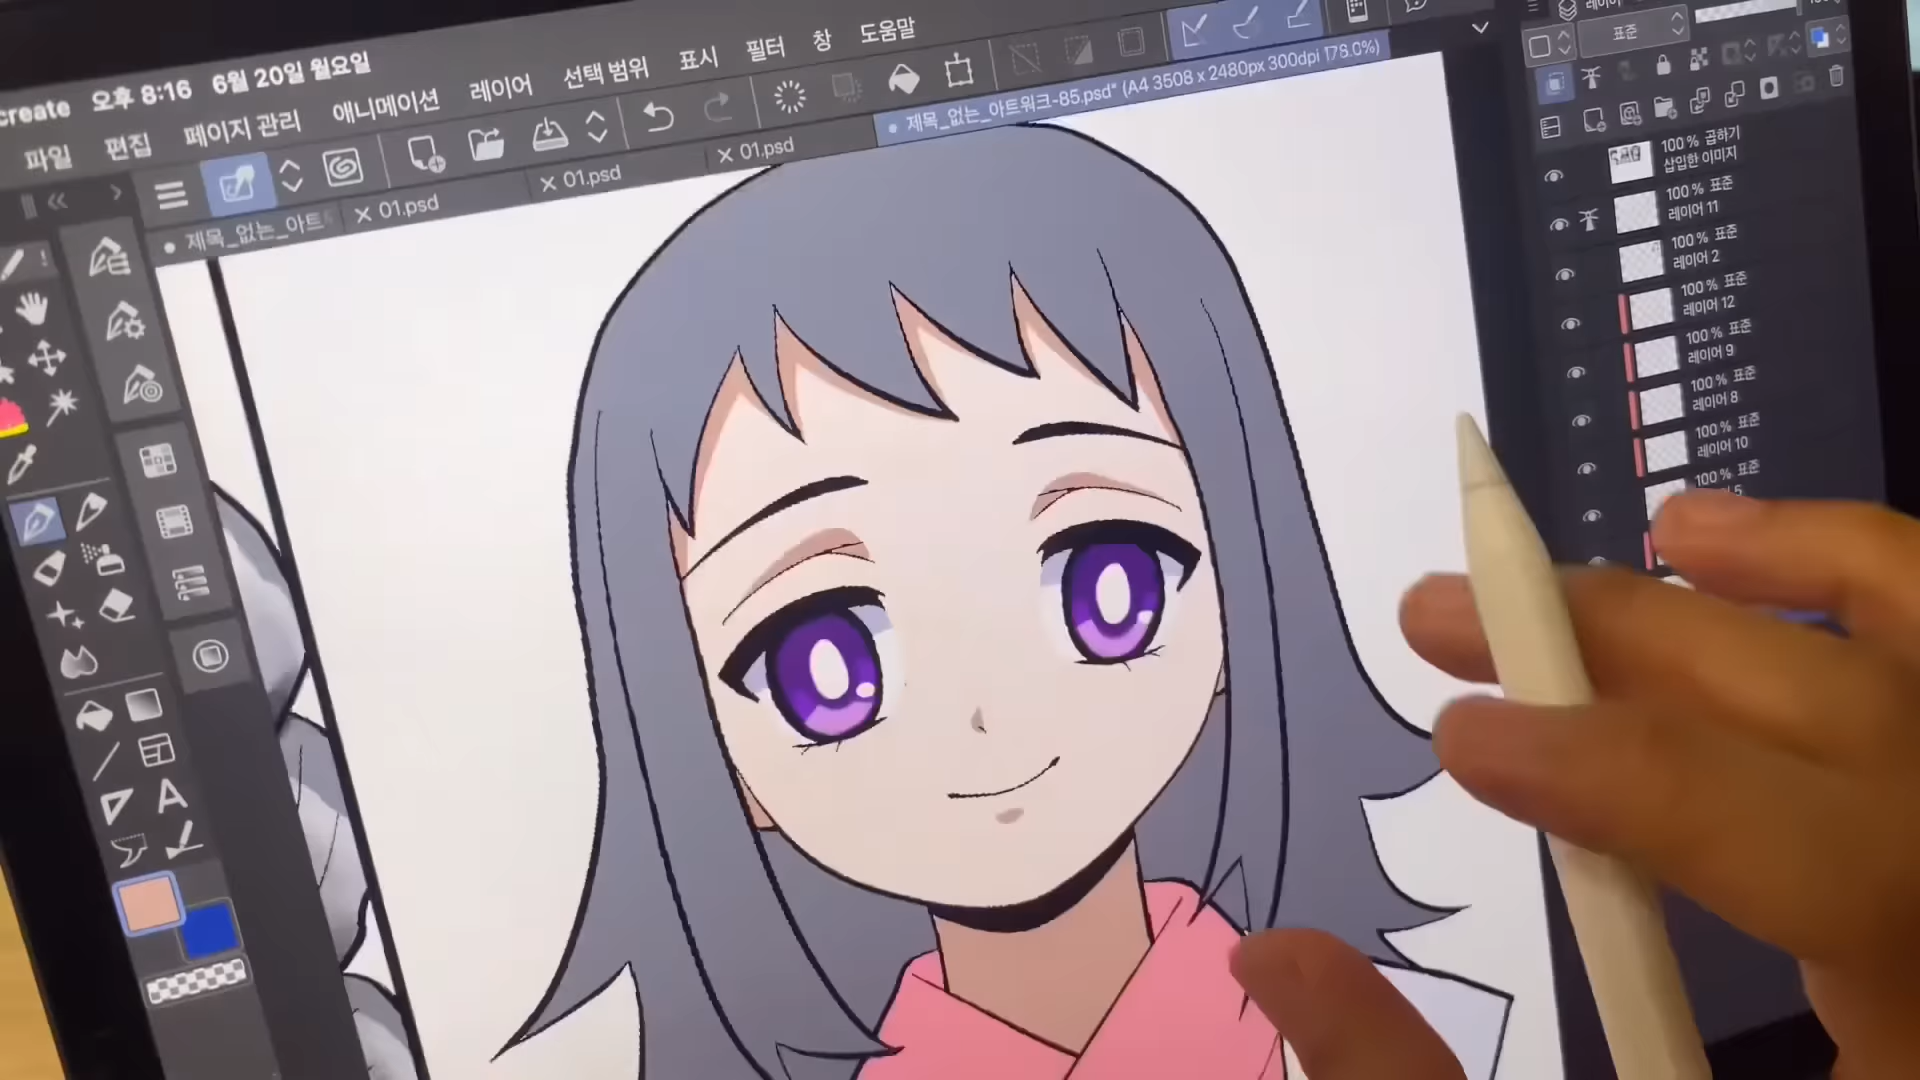 create 오후 8:16 6월 20일 월요일
파일 편집 페이지 관리 애니메이션 레이어 선택 범위 표시 필터 창 도움말
제목_없는_아트
01.psd
01.psd
01.psd
제목_없는_아트워크-85.psd* (A4 3508 x 2480px 300dpi 178.0%)
레이어
표준
100 % 곱하기
삽입한 이미지
100 % 표준
레이어 11
100 % 표준
레이어 2
100 % 표준
레이어 12
100 % 표준
레이어 9
100 % 표준
레이어 8
100 % 표준
레이어 10
100 % 표준
5
A